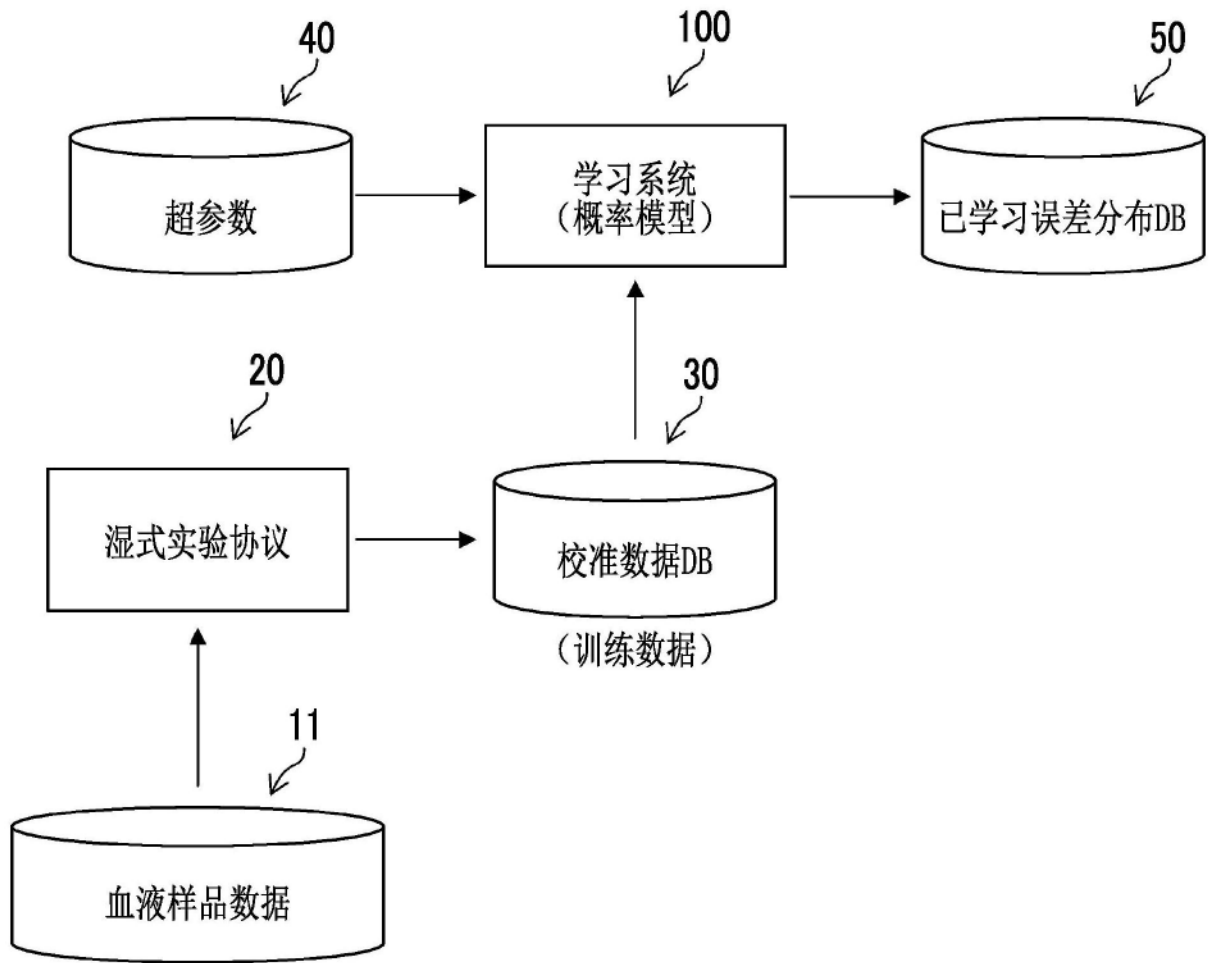 40
100
50
超参数
学习系统
（概率模型）
已学习误差分布DB
20
30
湿式实验协议
校准数据DB
（训练数据）
11
血液样品数据